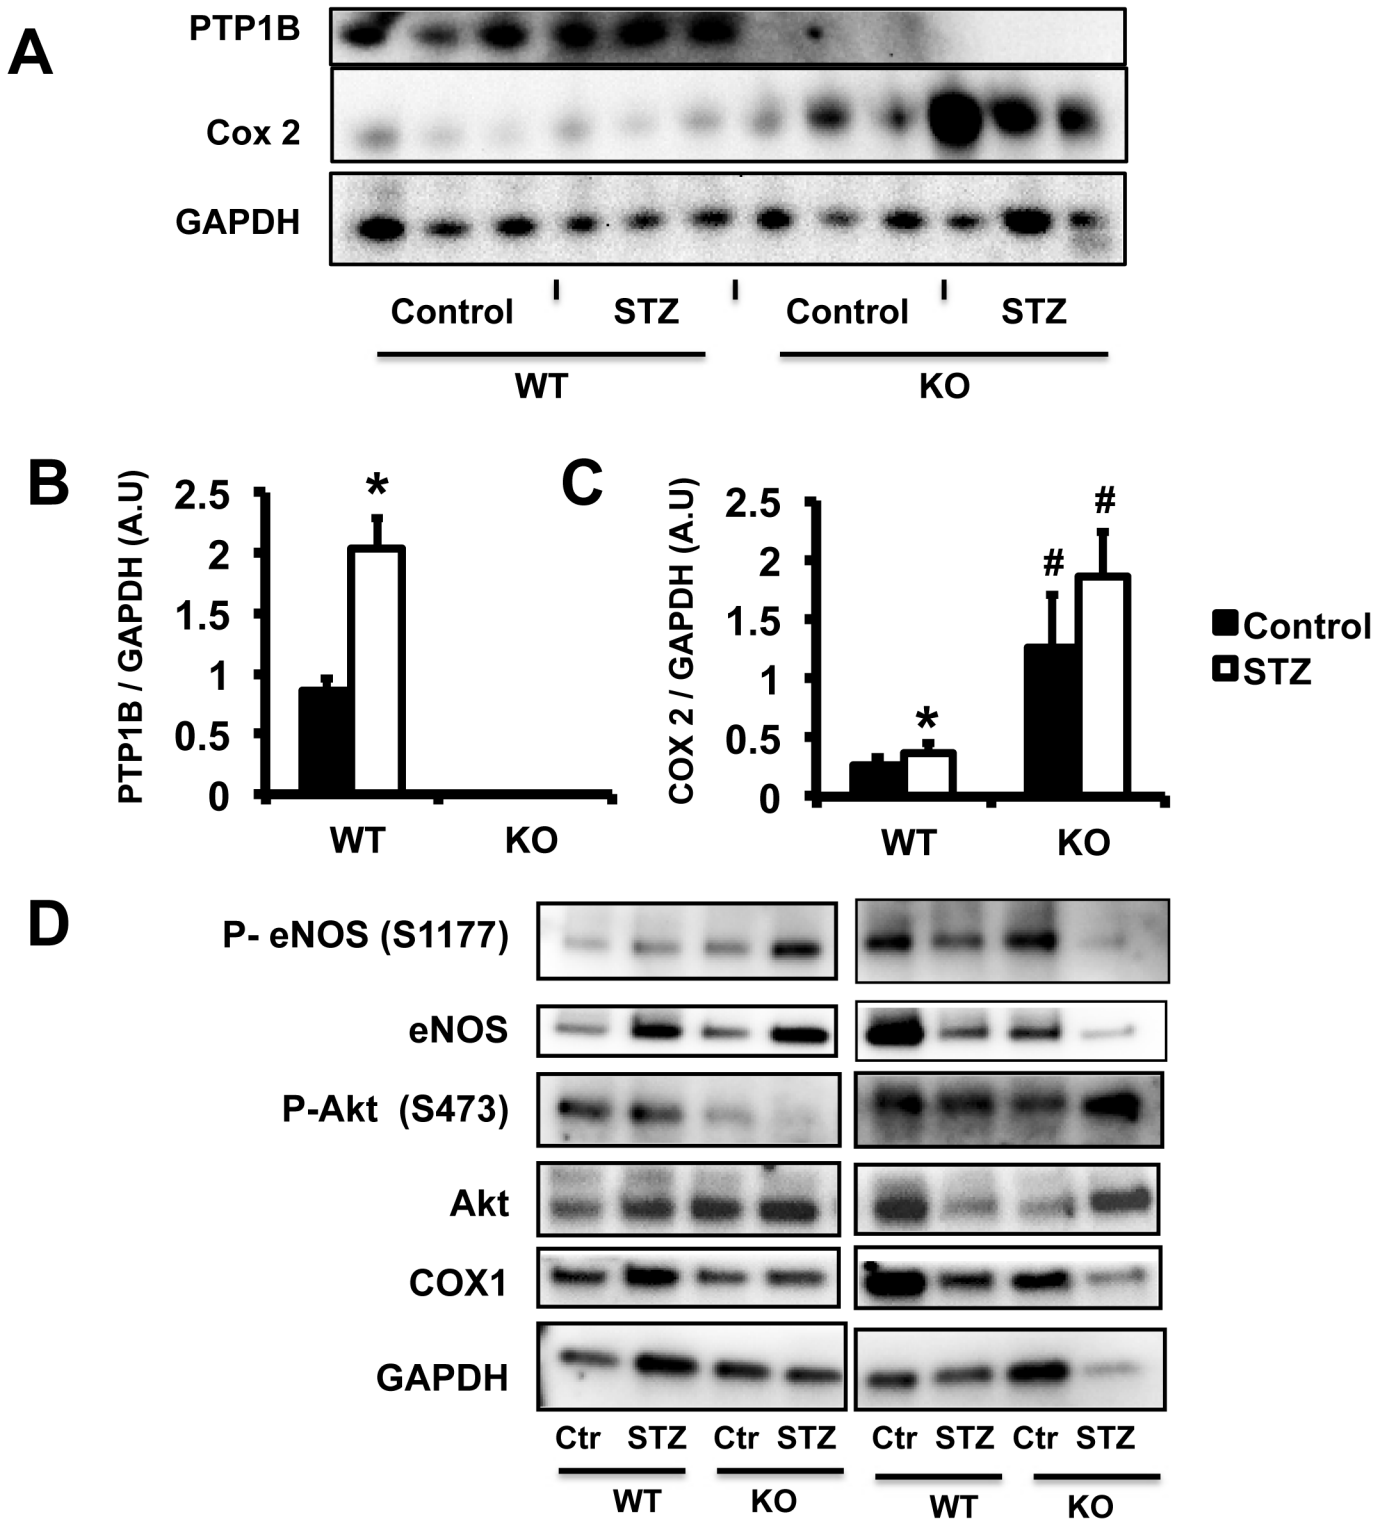 A
PTP1B
Cox 2
GAPDH
Control STZ Control STZ
WT KO
B
PTP1B / GAPDH (A.U)
2.5
2
1.5
1
0.5
0
*
WT KO
C
COX 2 / GAPDH (A.U)
2.5
2
1.5
1
0.5
0
*
#
#
WT KO
Control
STZ
D
P- eNOS (S1177)
eNOS
P-Akt (S473)
Akt
COX1
GAPDH
Ctr STZ Ctr STZ Ctr STZ Ctr STZ
WT KO WT KO